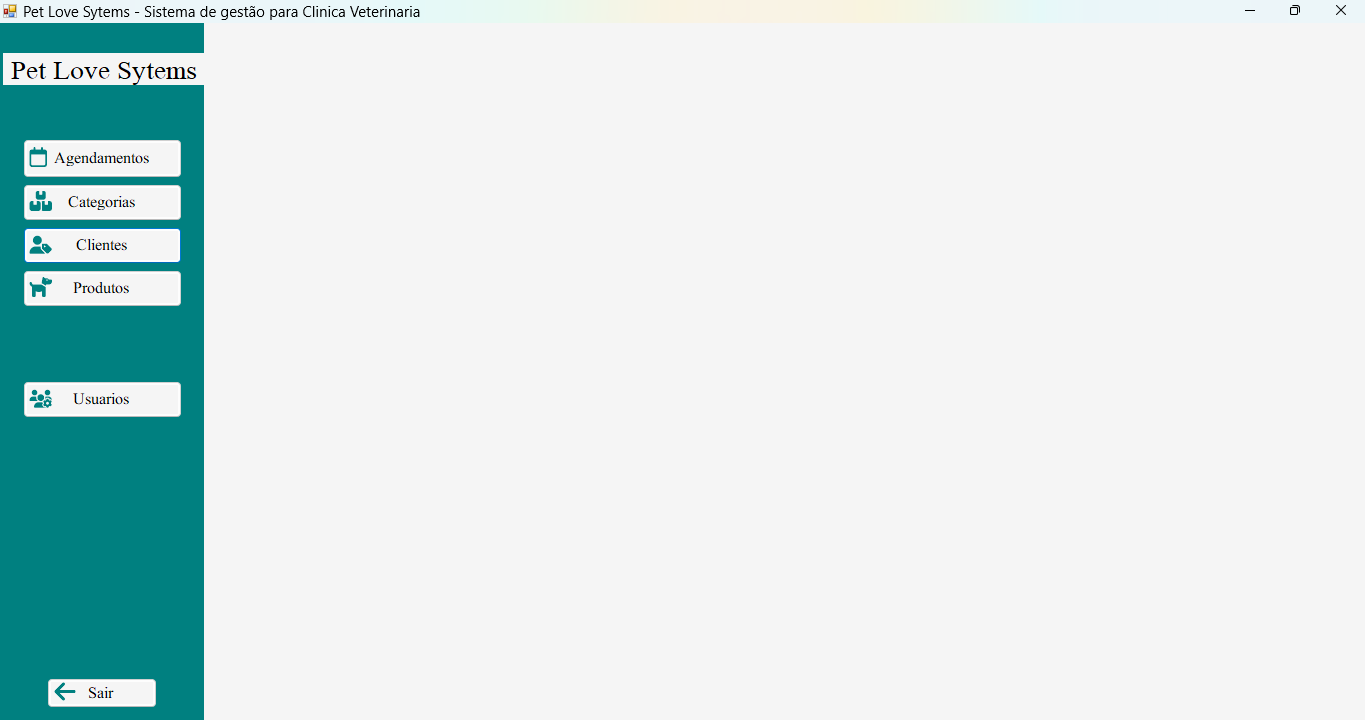 Pet Love Sytems - Sistema de gestão para Clinica Veterinaria
Pet Love Sytems
Agendamentos
Categorias
Clientes
Produtos
Usuarios
Sair